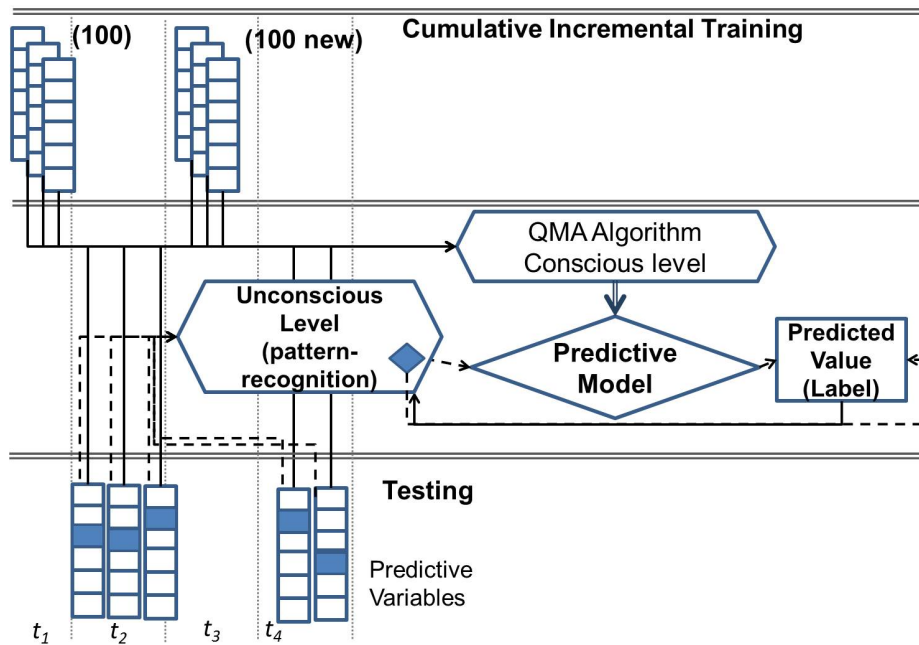 (100)
(100 new)
Cumulative Incremental Training
QMA Algorithm
Conscious level
Unconscious
Level
(pattern-
recognition)
Predictive
Model
Predicted
Value
(Label)
Testing
Predictive
Variables
t1
t2
t3
t4